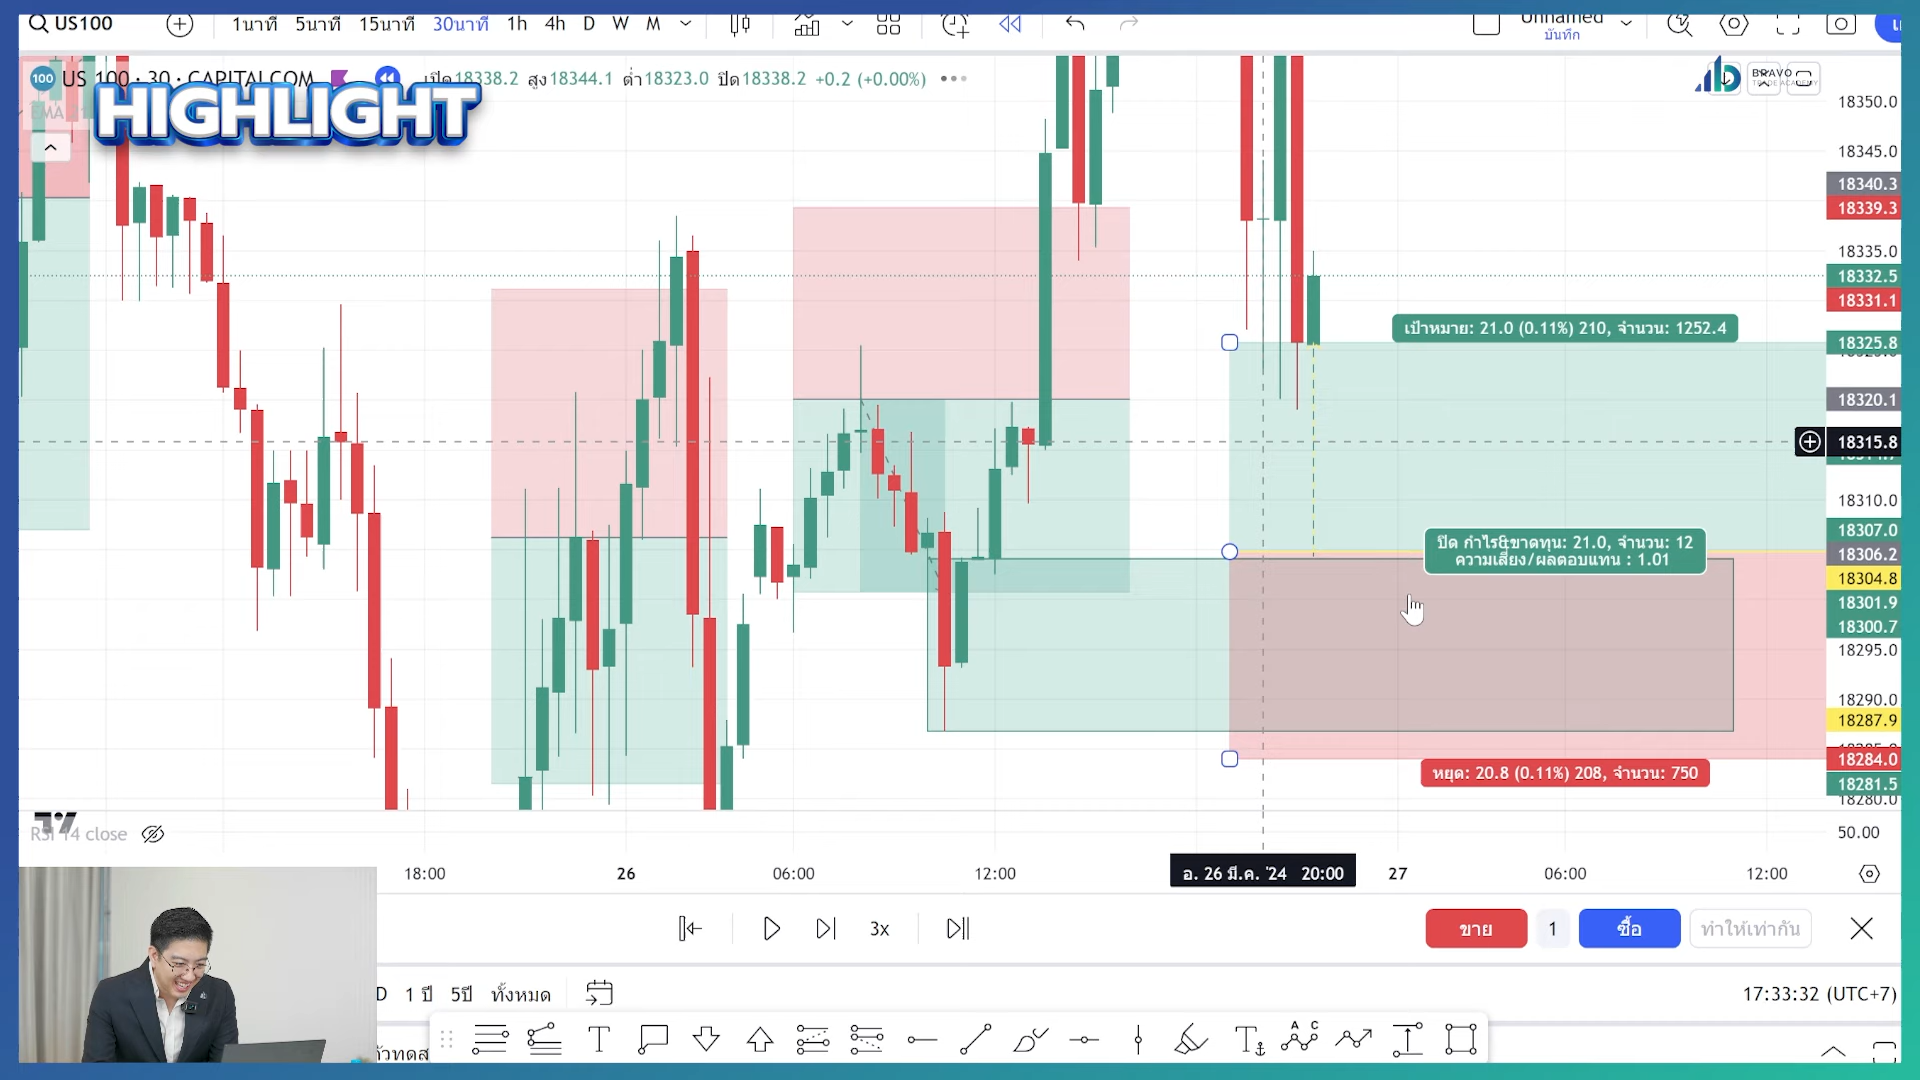 US100
1นาที 5นาที 15นาที 30นาที 1h 4h D W M
Unnamed
บันทึก
100 US 100 · 30 · CAPITALCOM เปิด18338.2 สูง18344.1 ต่ำ18323.0 ปิด18338.2 +0.2 (+0.00%)
EMA
HIGHLIGHT
BRAVO
TRADE ACADEMY
18350.0
18345.0
18340.3
18339.3
18335.0
18332.5
18331.1
เป้าหมาย: 21.0 (0.11%) 210, จำนวน: 1252.4
18325.8
18320.1
18315.8
18310.0
18307.0
ปิด กำไร&ขาดทุน: 21.0, จำนวน: 12
ความเสี่ยง/ผลตอบแทน : 1.01
18306.2
18304.8
18301.9
18300.7
18295.0
18290.0
18287.9
18284.0
หยุด: 20.8 (0.11%) 208, จำนวน: 750
18281.5
18280.0
RSI 14 close
50.00
18:00 26 06:00 12:00 อ. 26 มี.ค. '24 20:00 27 06:00 12:00
3x
ขาย 1 ซื้อ ทำให้เท่ากัน
D 1 ปี 5ปี ทั้งหมด
17:33:32 (UTC+7)